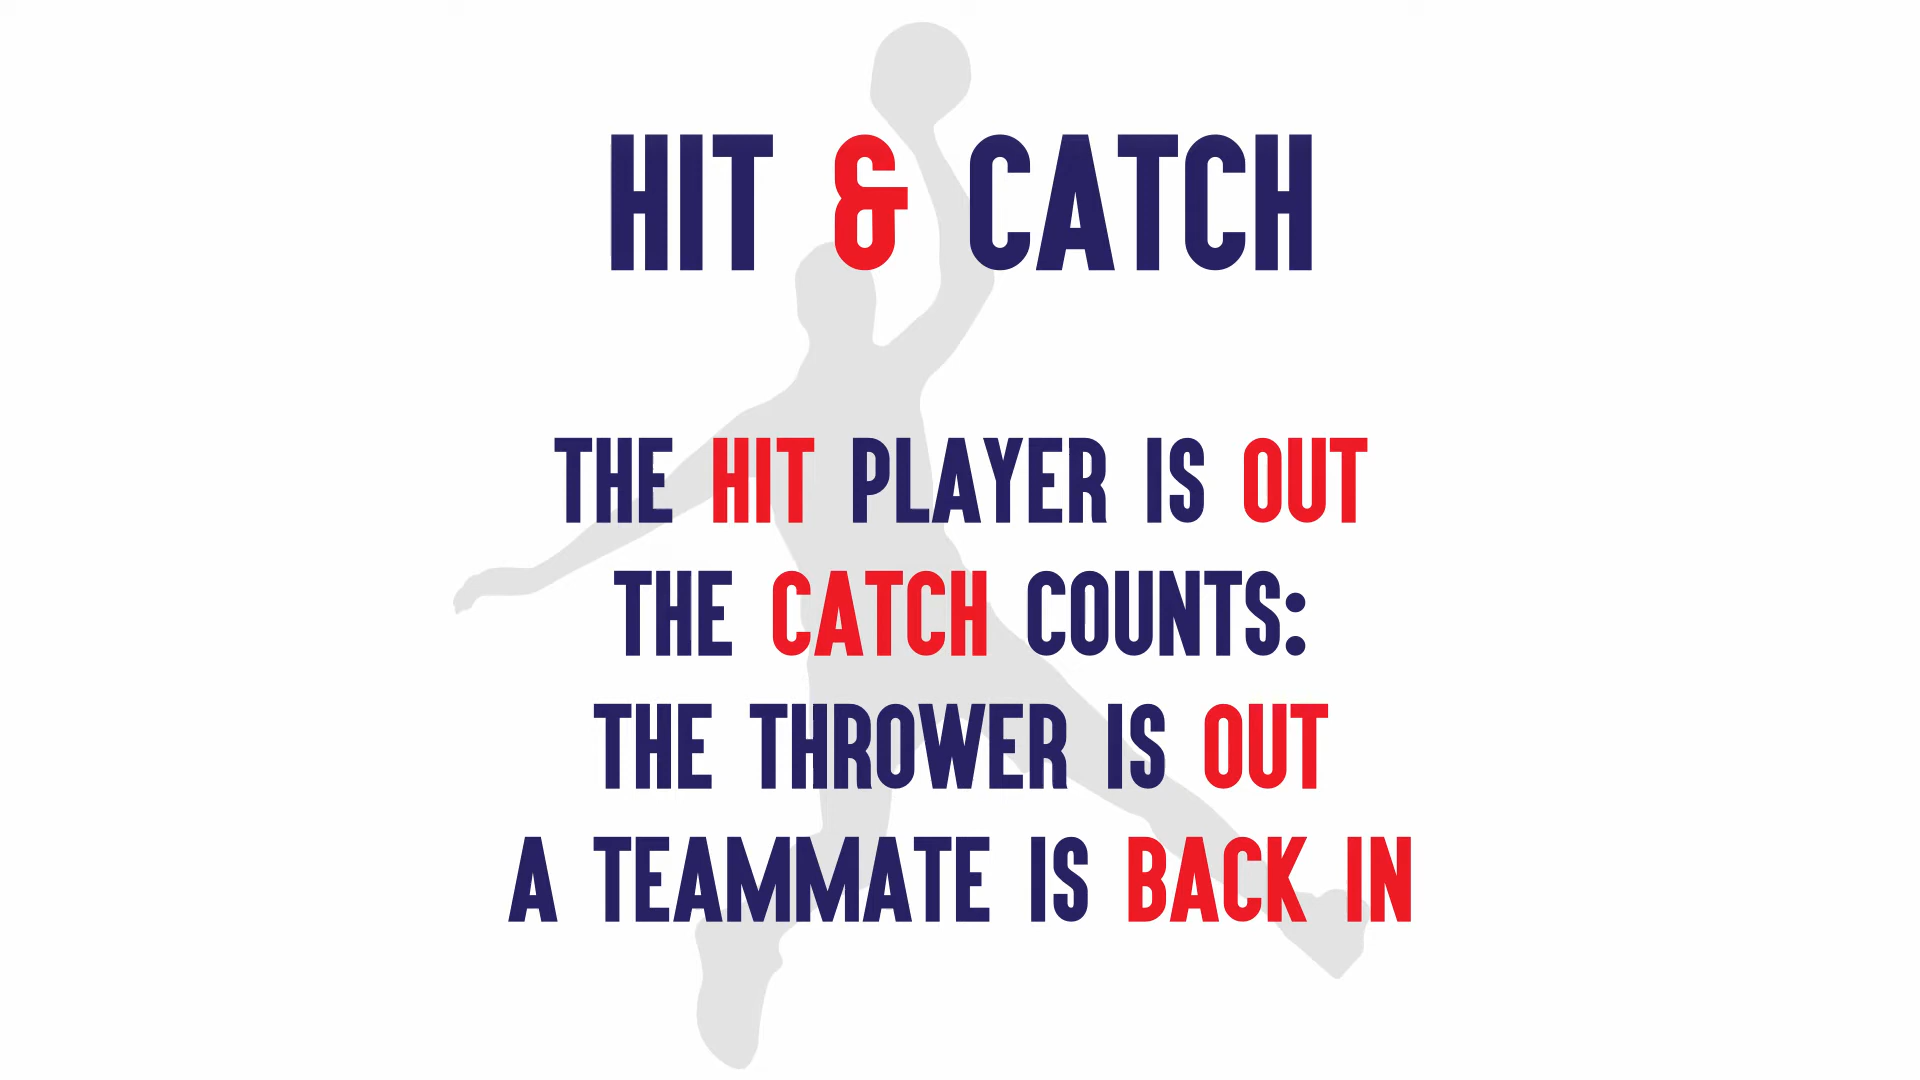 HIT & CATCH
THE HIT PLAYER IS OUT
THE CATCH COUNTS:
THE THROWER IS OUT
A TEAMMATE IS BACK IN